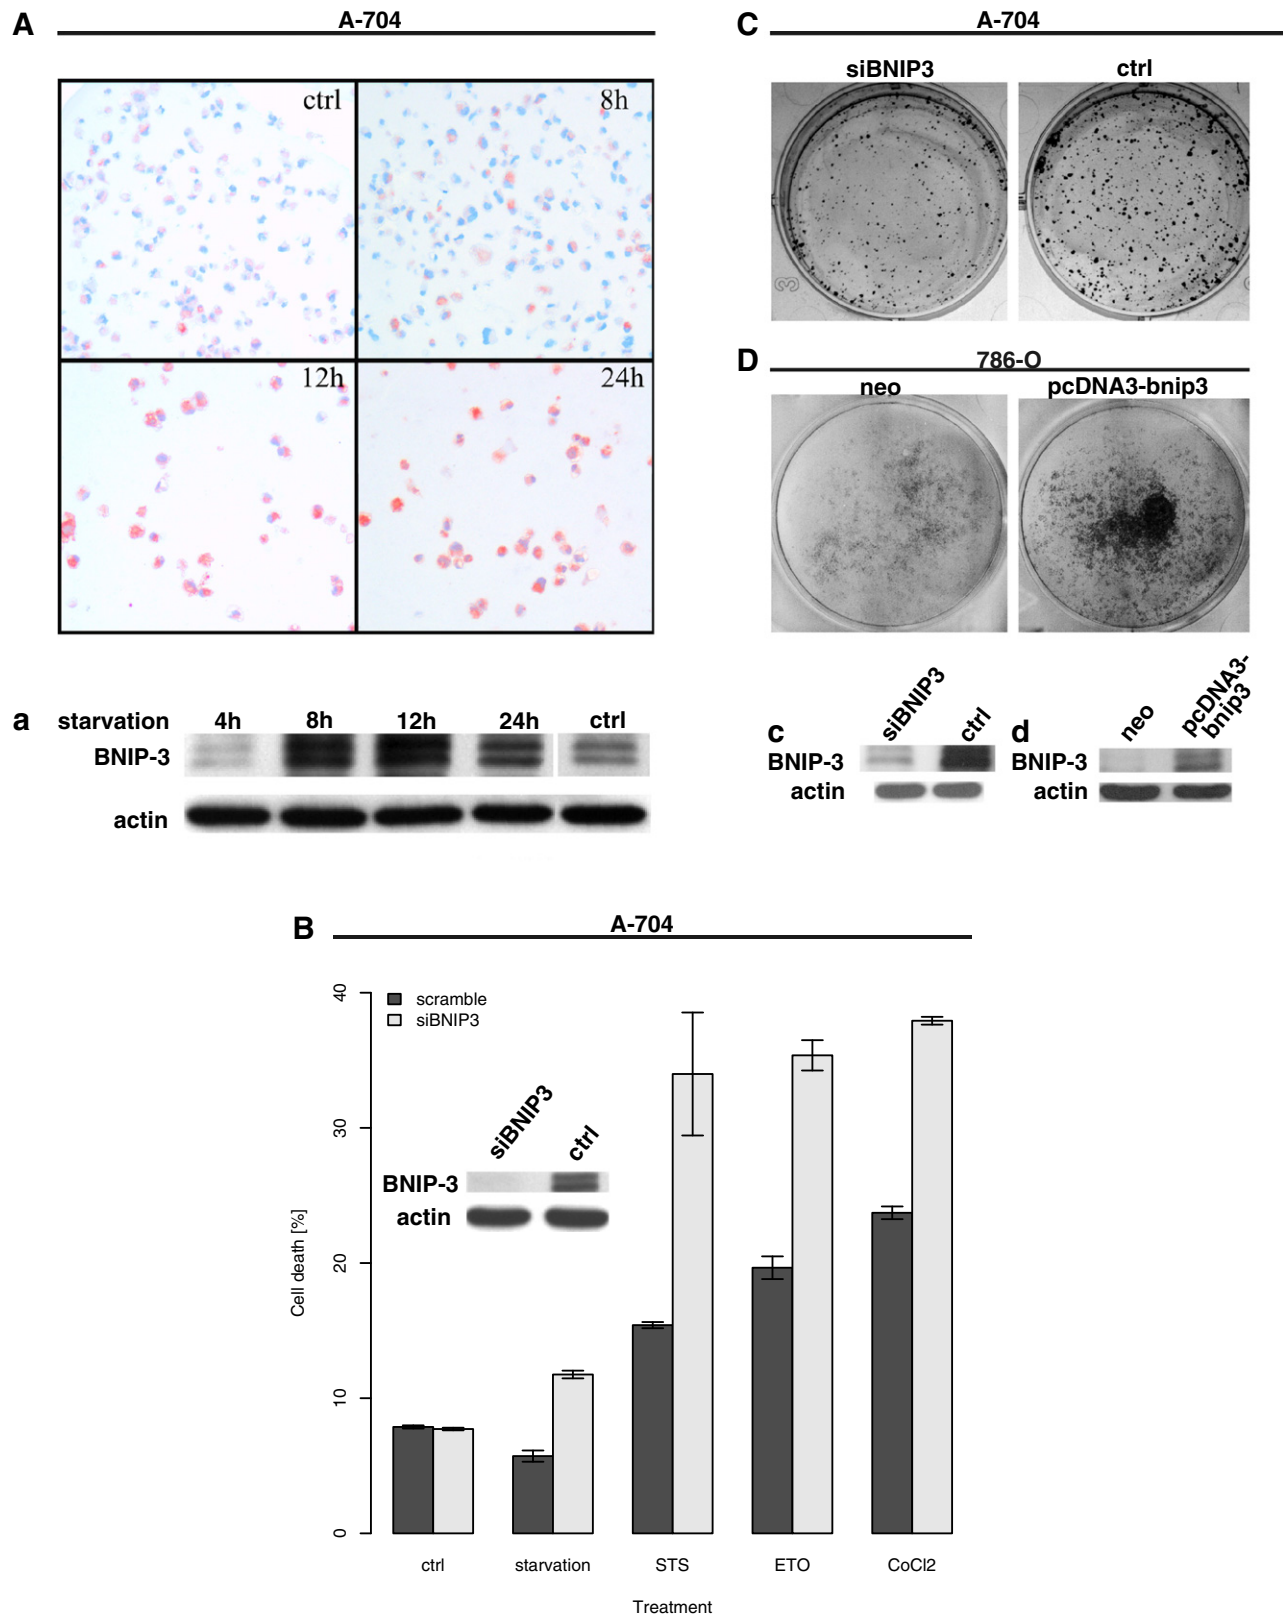 A
A-704
ctrl
8h
12h
24h
a
starvation 4h 8h 12h 24h ctrl
BNIP-3
actin
C
A-704
siBNIP3 ctrl
D
786-O
neo pcDNA3-bnip3
c
siBNIP3 ctrl
BNIP-3
actin
d
neo pcDNA3-
bnip3
BNIP-3
actin
B
A-704
scramble
siBNIP3
siBNIP3 ctrl
BNIP-3
actin
Cell death [%]
40
30
20
10
0
ctrl starvation STS ETO CoCl2
Treatment